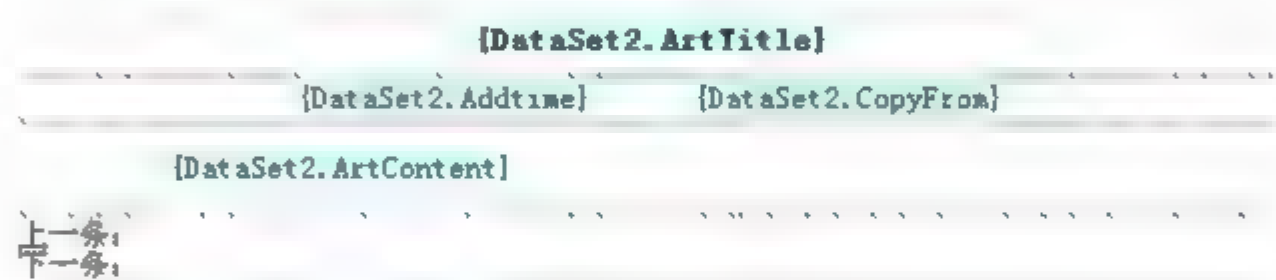 {DataSet2.ArtTitle}
{DataSet2.Addtime} {DataSet2.CopyFrom}
{DataSet2.ArtContent}
上一条:
下一条: